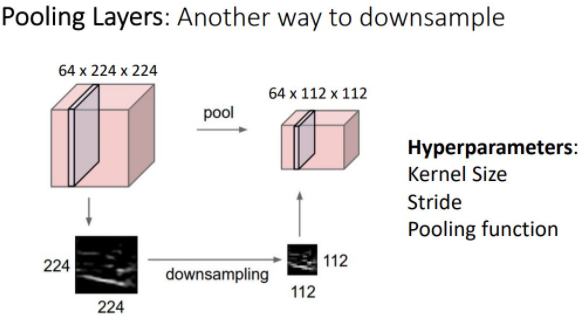 Pooling Layers: Another way to downsample
64 x 224 x 224
64 x 112 x 112
pool
Hyperparameters:
Kernel Size
Stride
Pooling function
224
downsampling
112
224
112